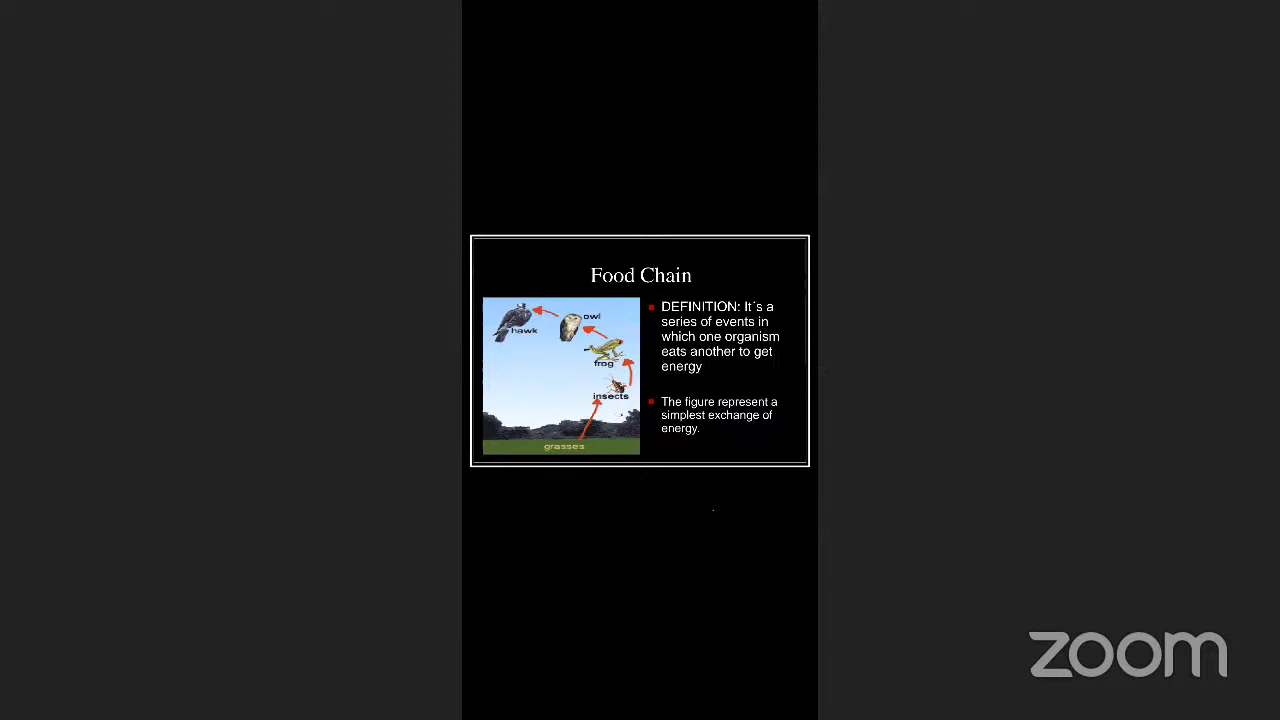 Food Chain
hawk
owl
frog
insects
grasses
DEFINITION: It´s a
series of events in
which one organism
eats another to get
energy
The figure represent a
simplest exchange of
energy.
zoom